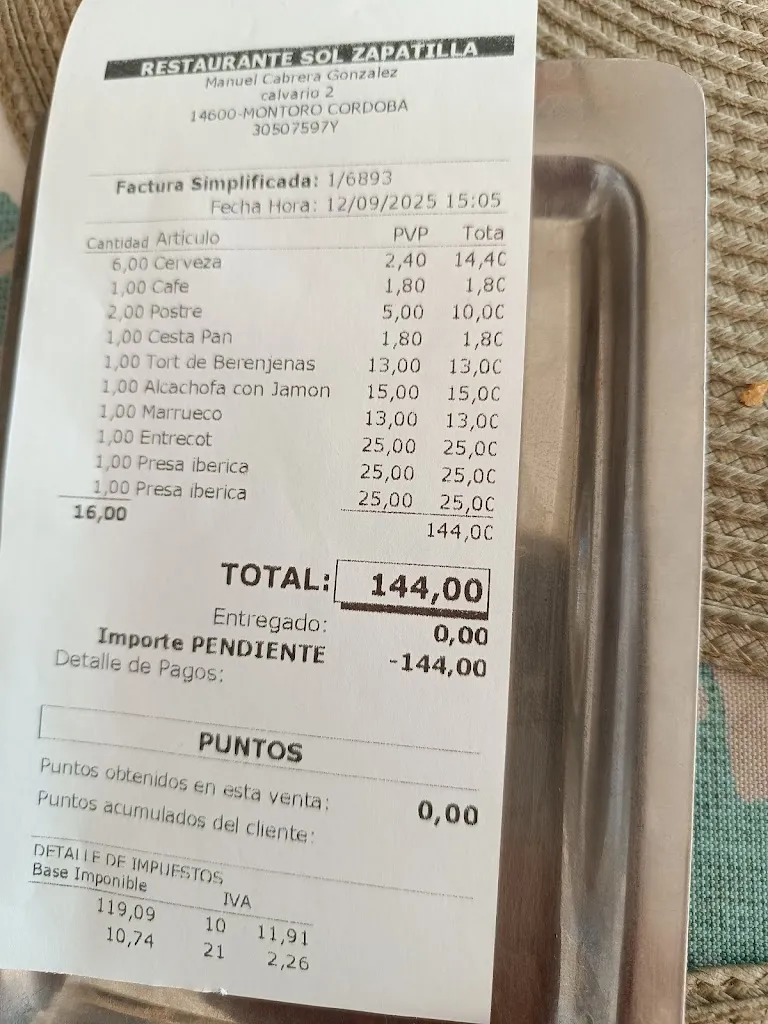 RESTAURANTE SOL ZAPATILLA
Manuel Cabrera Gonzalez
calvario 2
14600-MONTORO CORDOBA
30507597Y
Factura Simplificada: 1/6893
Fecha Hora: 12/09/2025 15:05
Cantidad Artículo PVP Tota
6,00 Cerveza 2,40 14,40
1,00 Cafe 1,80 1,80
2,00 Postre 5,00 10,00
1,00 Cesta Pan 1,80 1,80
1,00 Tort de Berenjenas 13,00 13,00
1,00 Alcachofa con Jamon 15,00 15,00
1,00 Marrueco 13,00 13,00
1,00 Entrecot 25,00 25,00
1,00 Presa iberica 25,00 25,00
1,00 Presa iberica 25,00 25,00
16,00 144,00
TOTAL: 144,00
Entregado: 0,00
Importe PENDIENTE -144,00
Detalle de Pagos:
PUNTOS
Puntos obtenidos en esta venta: 0,00
Puntos acumulados del cliente:
DETALLE DE IMPUESTOS
Base Imponible IVA
119,09 10 11,91
10,74 21 2,26